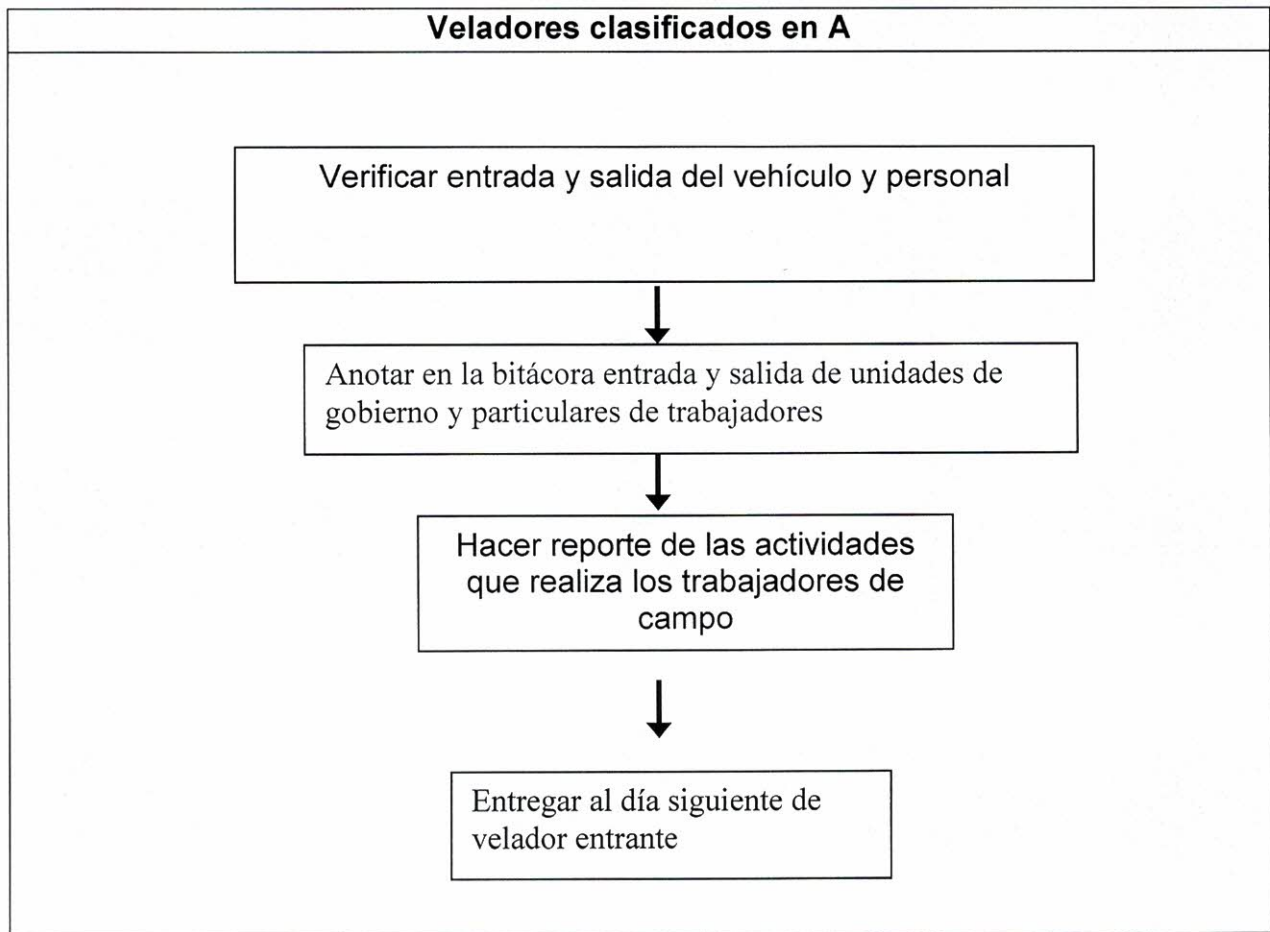 Veladores clasificados en A
Verificar entrada y salida del vehículo y personal
Anotar en la bitácora entrada y salida de unidades de
gobierno y particulares de trabajadores
Hacer reporte de las actividades
que realiza los trabajadores de
campo
Entregar al día siguiente de
velador entrante